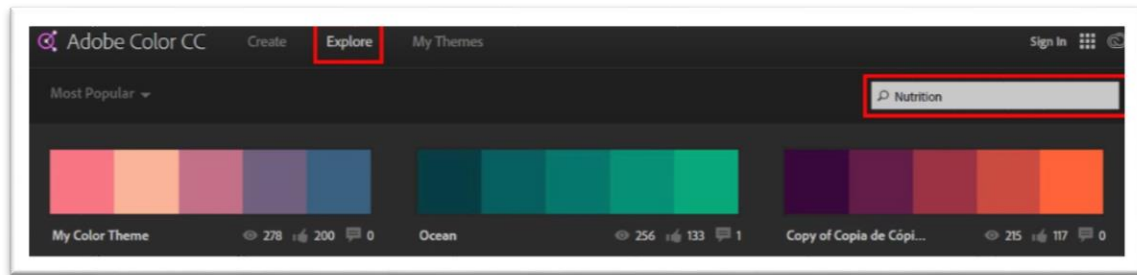 Adobe Color CC Create Explore My Themes Sign In
Most Popular Nutrition
My Color Theme 278 200 0 Ocean 256 133 1 Copy of Copia de Cópi... 215 117 0